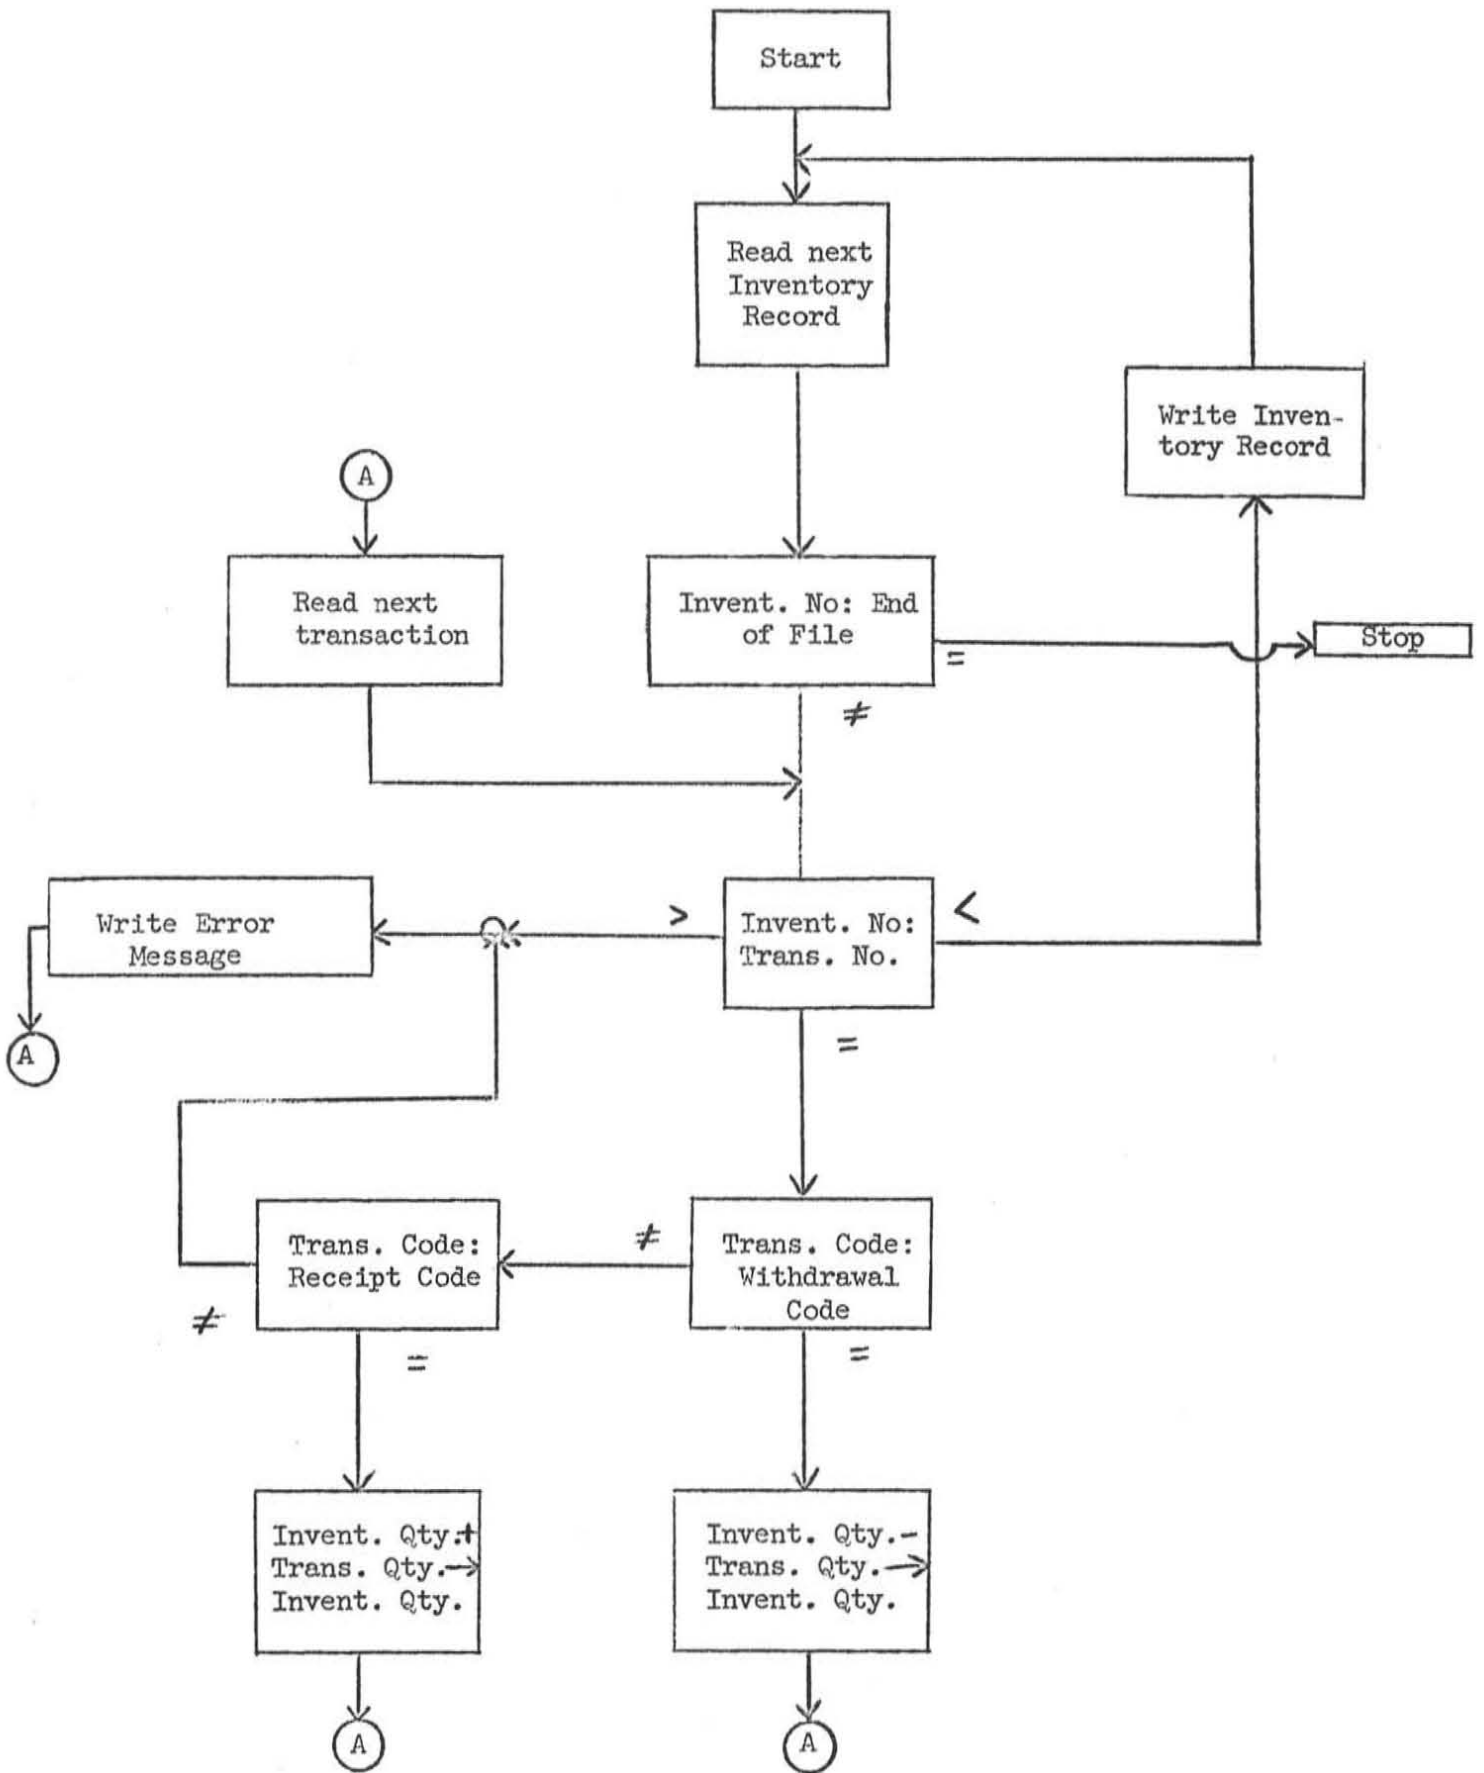 Start
Read next
Inventory
Record
Write Inven-
tory Record
A
Read next
transaction
Invent. No: End
of File
=
Stop
≠
Write Error
Message
>
Invent. No:
Trans. No.
<
A
=
Trans. Code:
Receipt Code
≠
≠
Trans. Code:
Withdrawal
Code
=
=
Invent. Qty.+
Trans. Qty.→
Invent. Qty.
Invent. Qty.-
Trans. Qty.→
Invent. Qty.
A
A